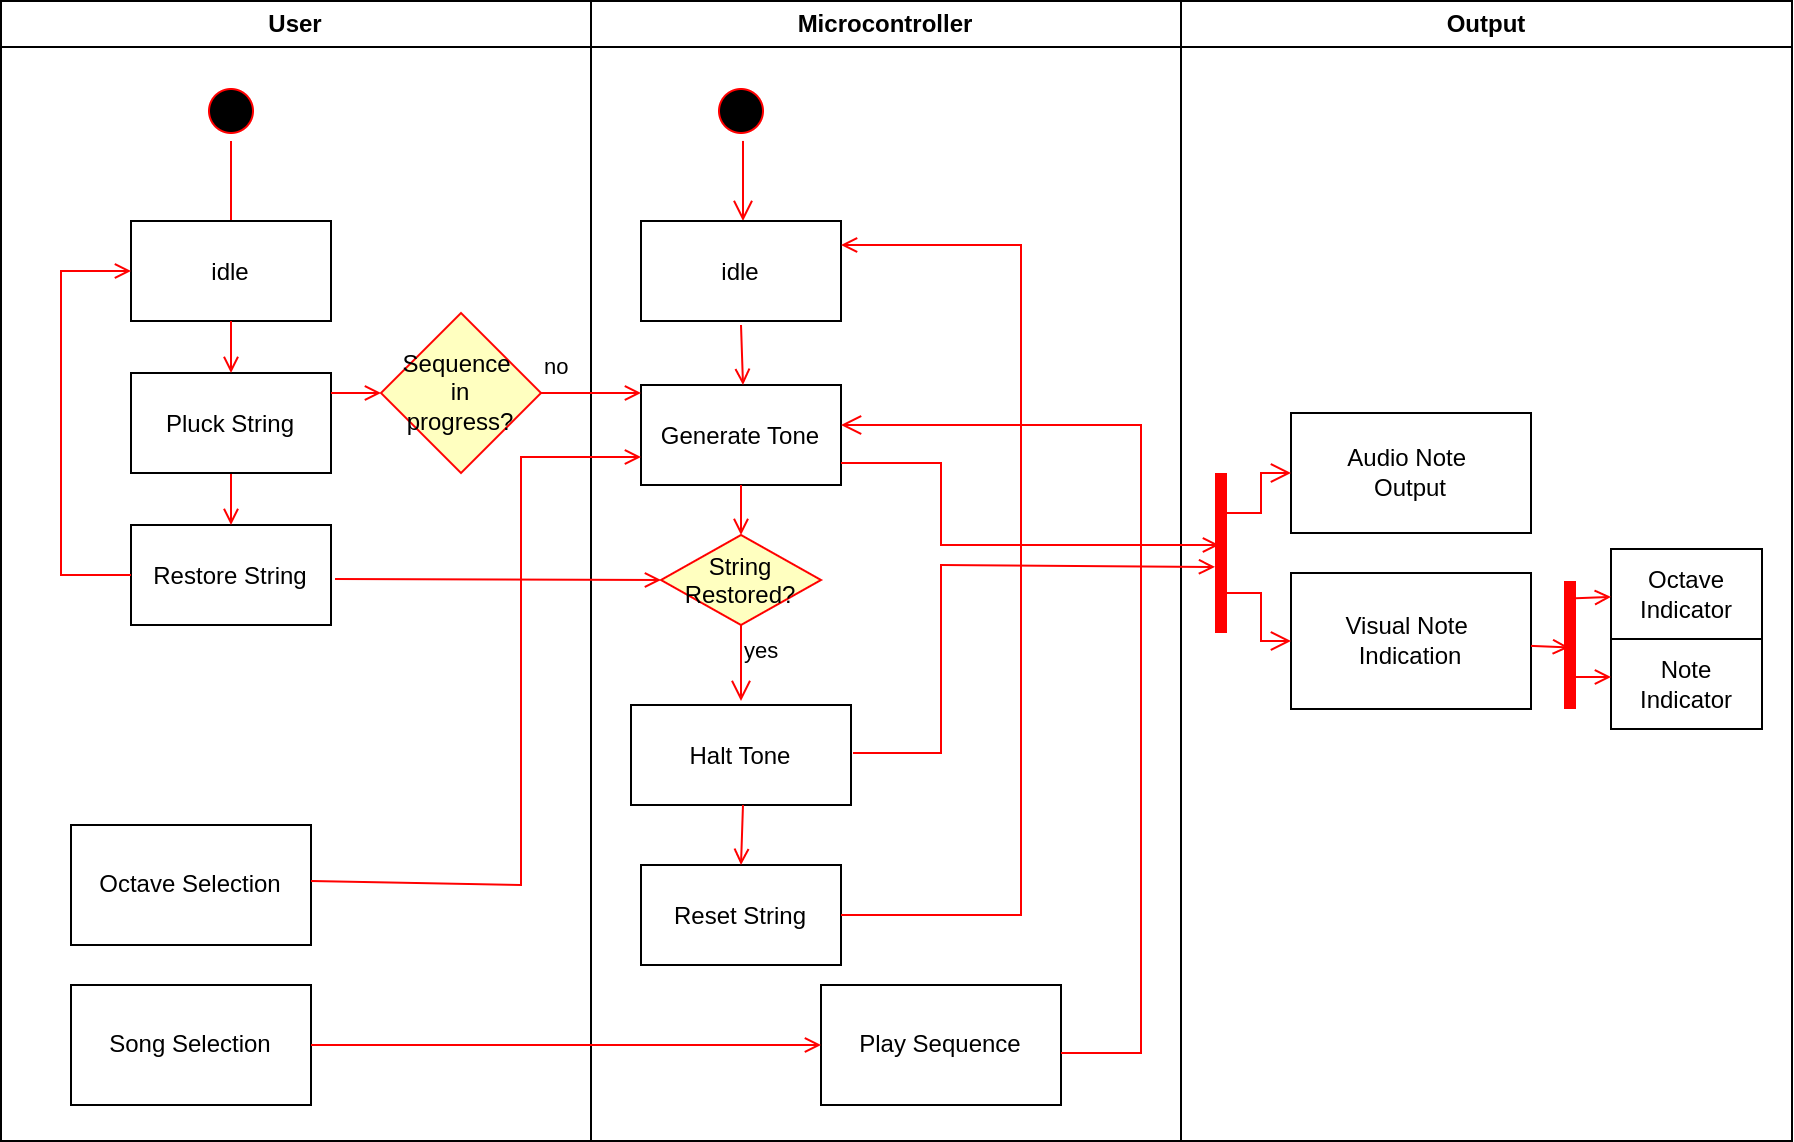 User
Microcontroller
Output
idle
idle
Sequence
in
progress?
no
Pluck String
Generate Tone
Audio Note
Output
Restore String
String
Restored?
yes
Octave
Indicator
Visual Note
Indication
Note
Indicator
Halt Tone
Octave Selection
Reset String
Song Selection
Play Sequence